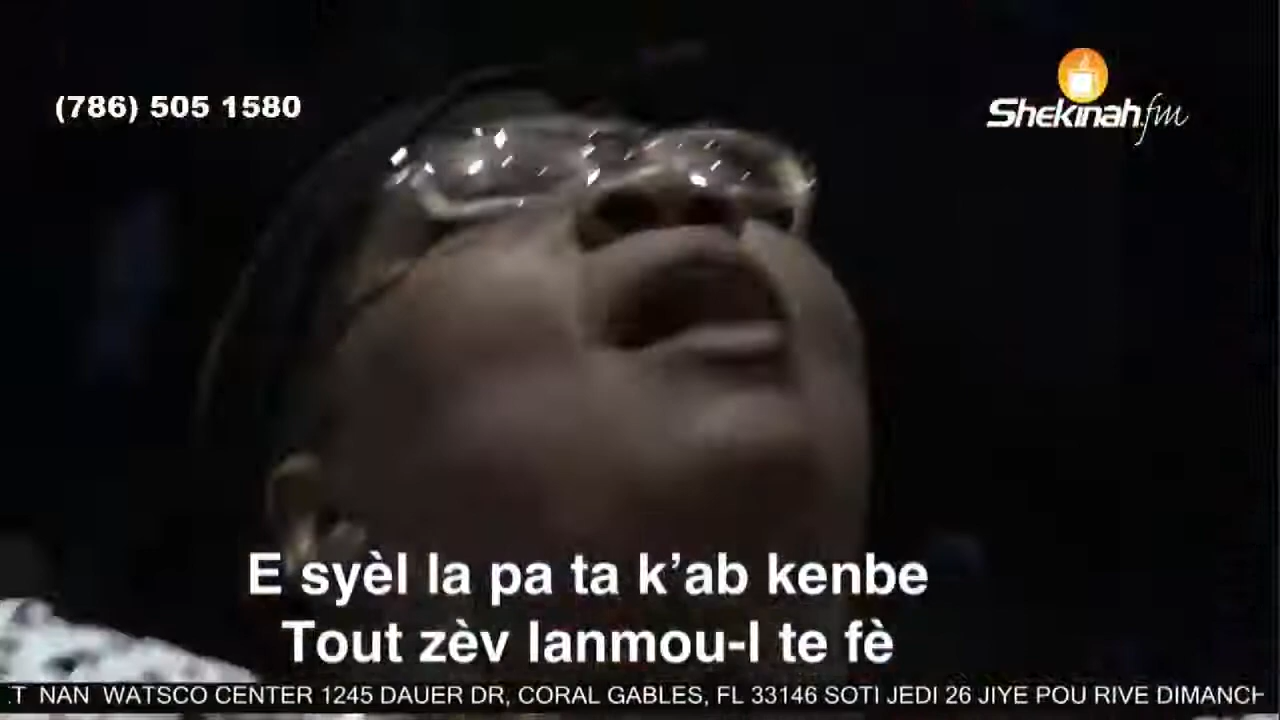 (786) 505 1580
Shekinah.fm
E syèl la pa ta k’ab kenbe
Tout zèv lanmou-l te fè
.T NAN WATSCO CENTER 1245 DAUER DR, CORAL GABLES, FL 33146 SOTI JEDI 26 JIYE POU RIVE DIMANCH